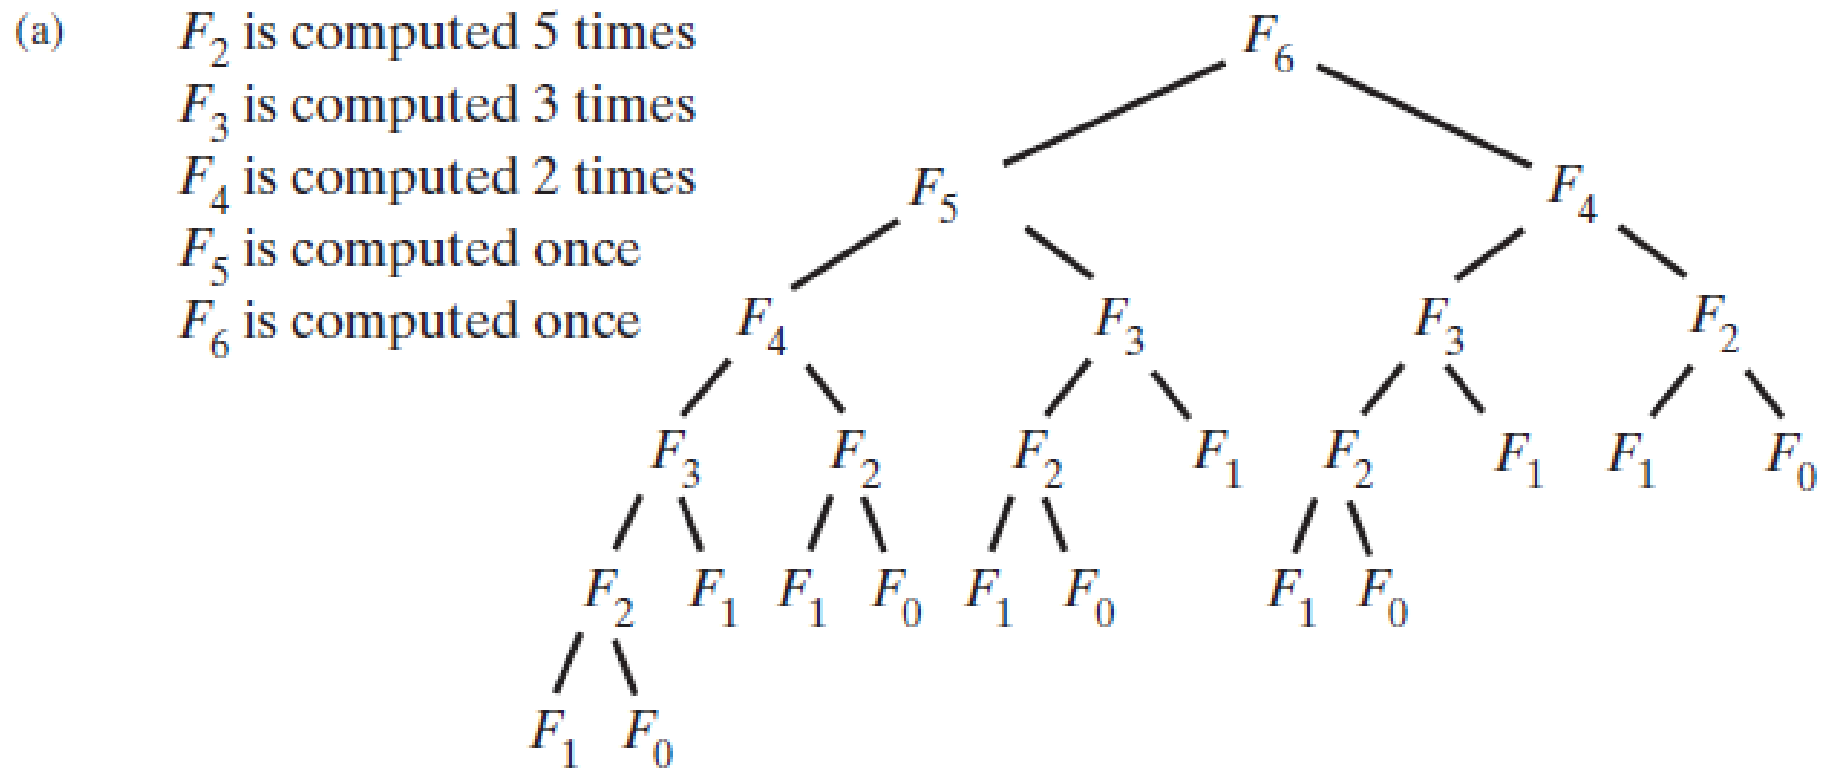 (a) F₂ is computed 5 times
F₃ is computed 3 times
F₄ is computed 2 times
F₅ is computed once
F₆ is computed once
F₆
F₅ F₄
F₄ F₃ F₃ F₂
F₃ F₂ F₂ F₁ F₂ F₁ F₁ F₀
F₂ F₁ F₁ F₀ F₁ F₀ F₁ F₀
F₁ F₀